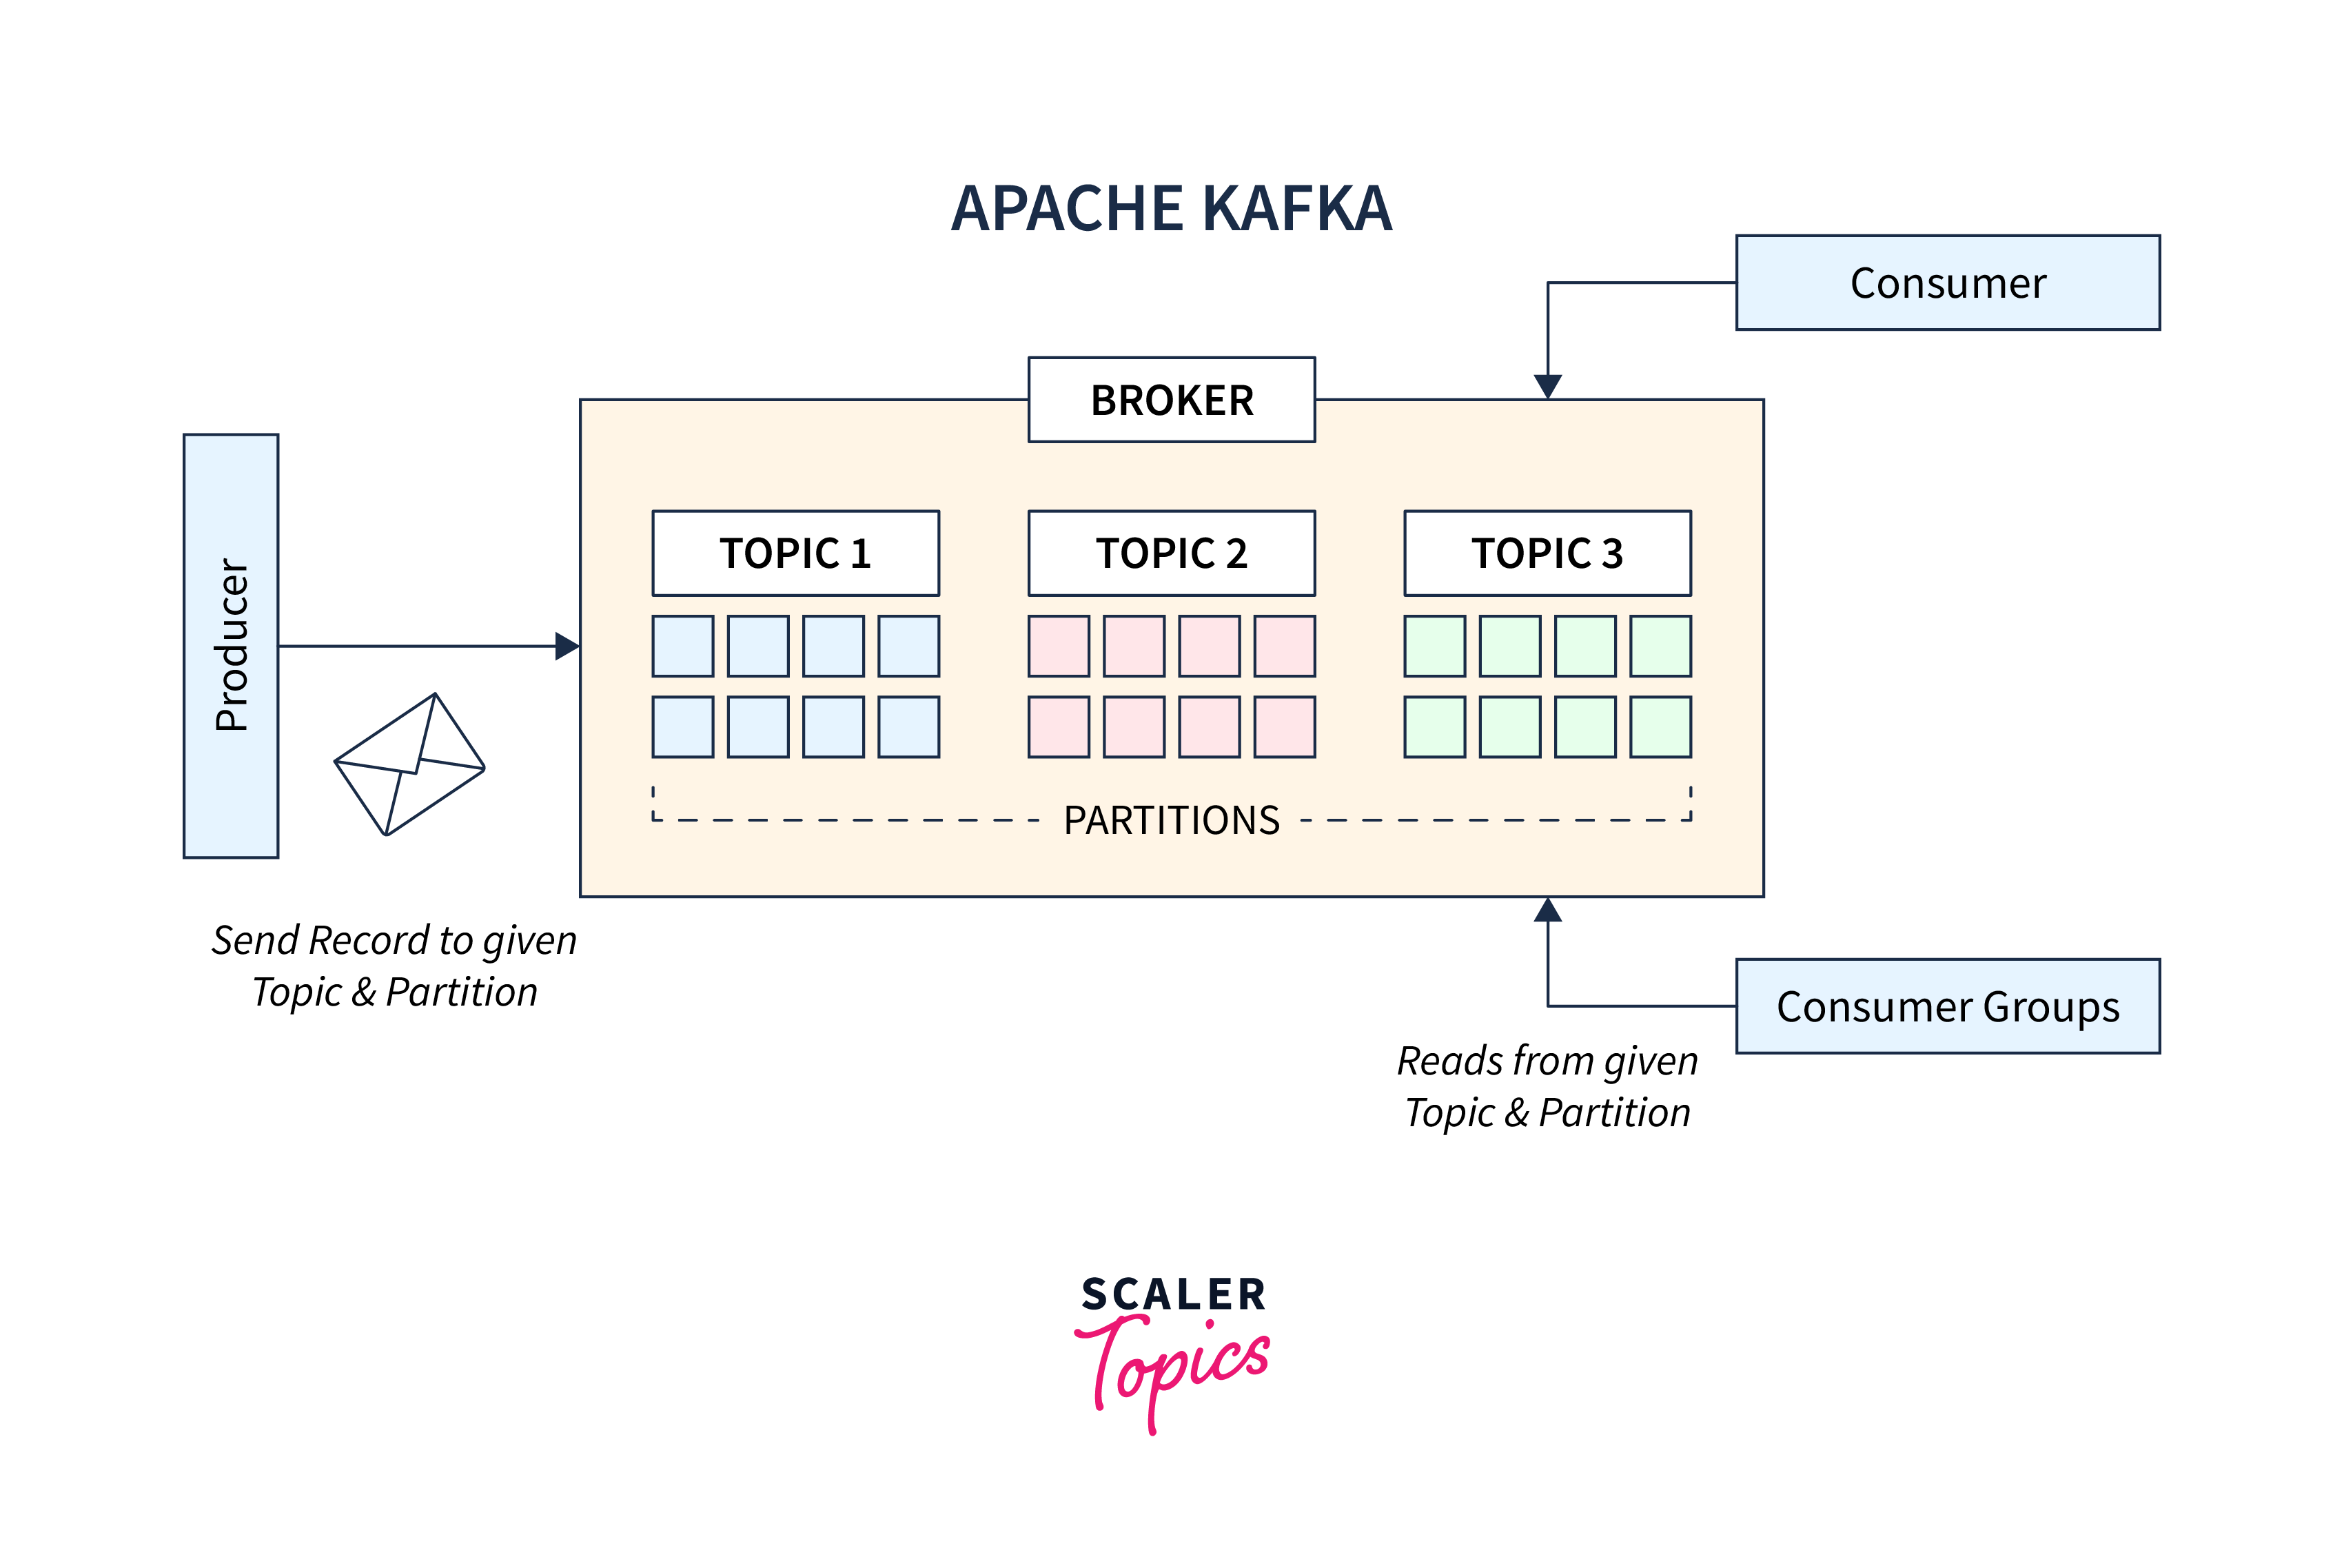 APACHE KAFKA
Consumer
BROKER
TOPIC 1
TOPIC 2
TOPIC 3
Producer
PARTITIONS
Send Record to given
Topic & Partition
Consumer Groups
Reads from given
Topic & Partition
SCALER
Topics